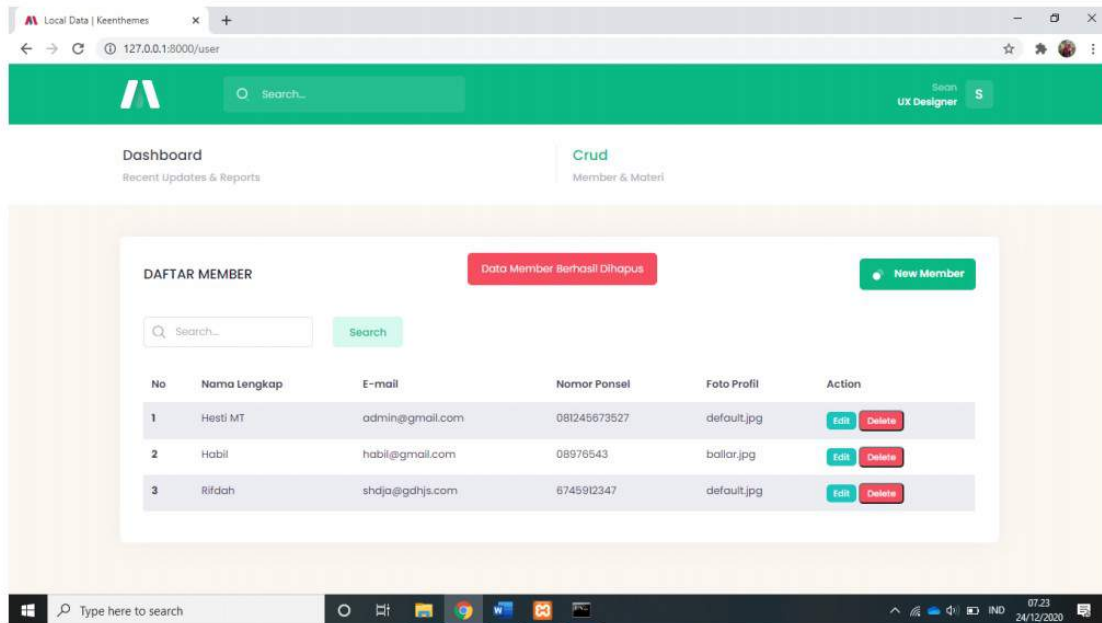 Local Data | Keenthemes
127.0.0.1:8000/user
Search...
Sean
UX Designer
S
Dashboard
Recent Updates & Reports
Crud
Member & Materi
DAFTAR MEMBER
Data Member Berhasil Dihapus
New Member
Search...
Search
No Nama Lengkap E-mail Nomor Ponsel Foto Profil Action
1 Hesti MT admin@gmail.com 081245673527 default.jpg Edit Delete
2 Habil habil@gmail.com 08976543 ballar.jpg Edit Delete
3 Rifdah shdja@gdhjs.com 6745912347 default.jpg Edit Delete
Type here to search
IND
07.23
24/12/2020